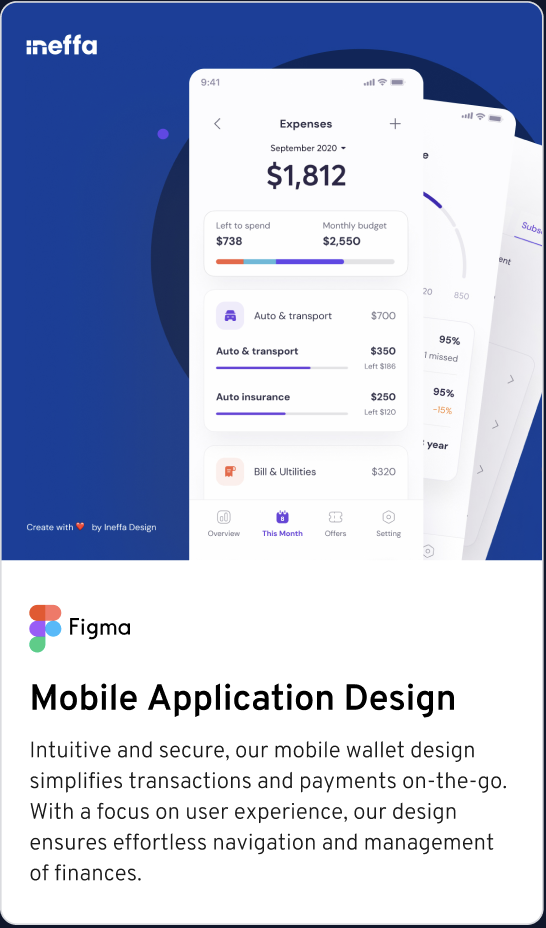 ineffa
9:41
Expenses
September 2020
$1,812
Left to spend
Monthly budget
$738
$2,550
Auto & transport
$700
Auto & transport
$350
Left $186
Auto insurance
$250
Left $120
Bill & Ultilities
$320
Overview
This Month
Offers
Setting
e
20
850
95%
1 missed
95%
-15%
year
Subs
ent
Create with ❤️ by Ineffa Design
Figma
Mobile Application Design
Intuitive and secure, our mobile wallet design
simplifies transactions and payments on-the-go.
With a focus on user experience, our design
ensures effortless navigation and management
of finances.